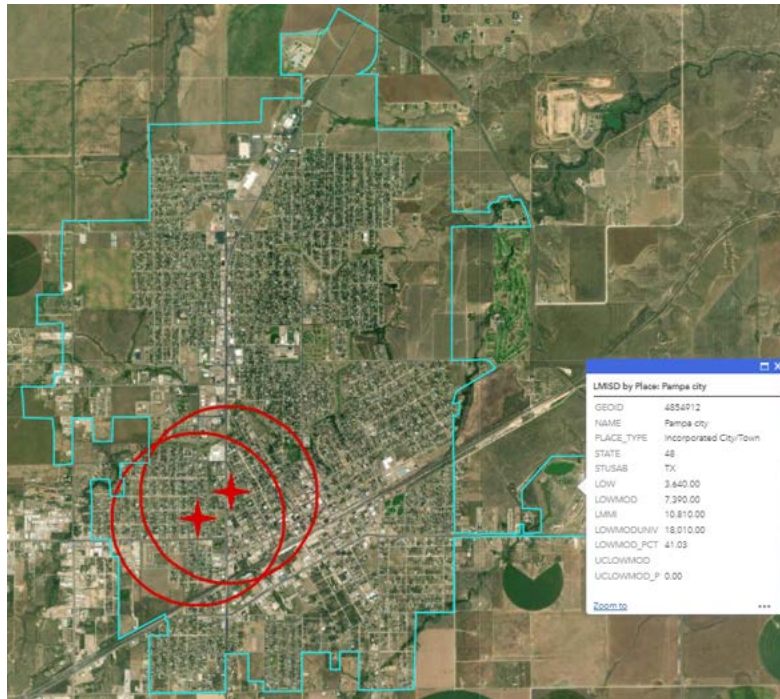 LMISD by Place: Pampa city
GEOID 4854912
NAME Pampa city
PLACE_TYPE Incorporated City/Town
STATE 48
STUSAB TX
LOW 3,640.00
LOWMOD 7,390.00
LMMI 10,810.00
LOWMODUNIV 18,010.00
LOWMOD_PCT 41.03
UCLOWMOD
UCLOWMOD_P 0.00
Zoom to